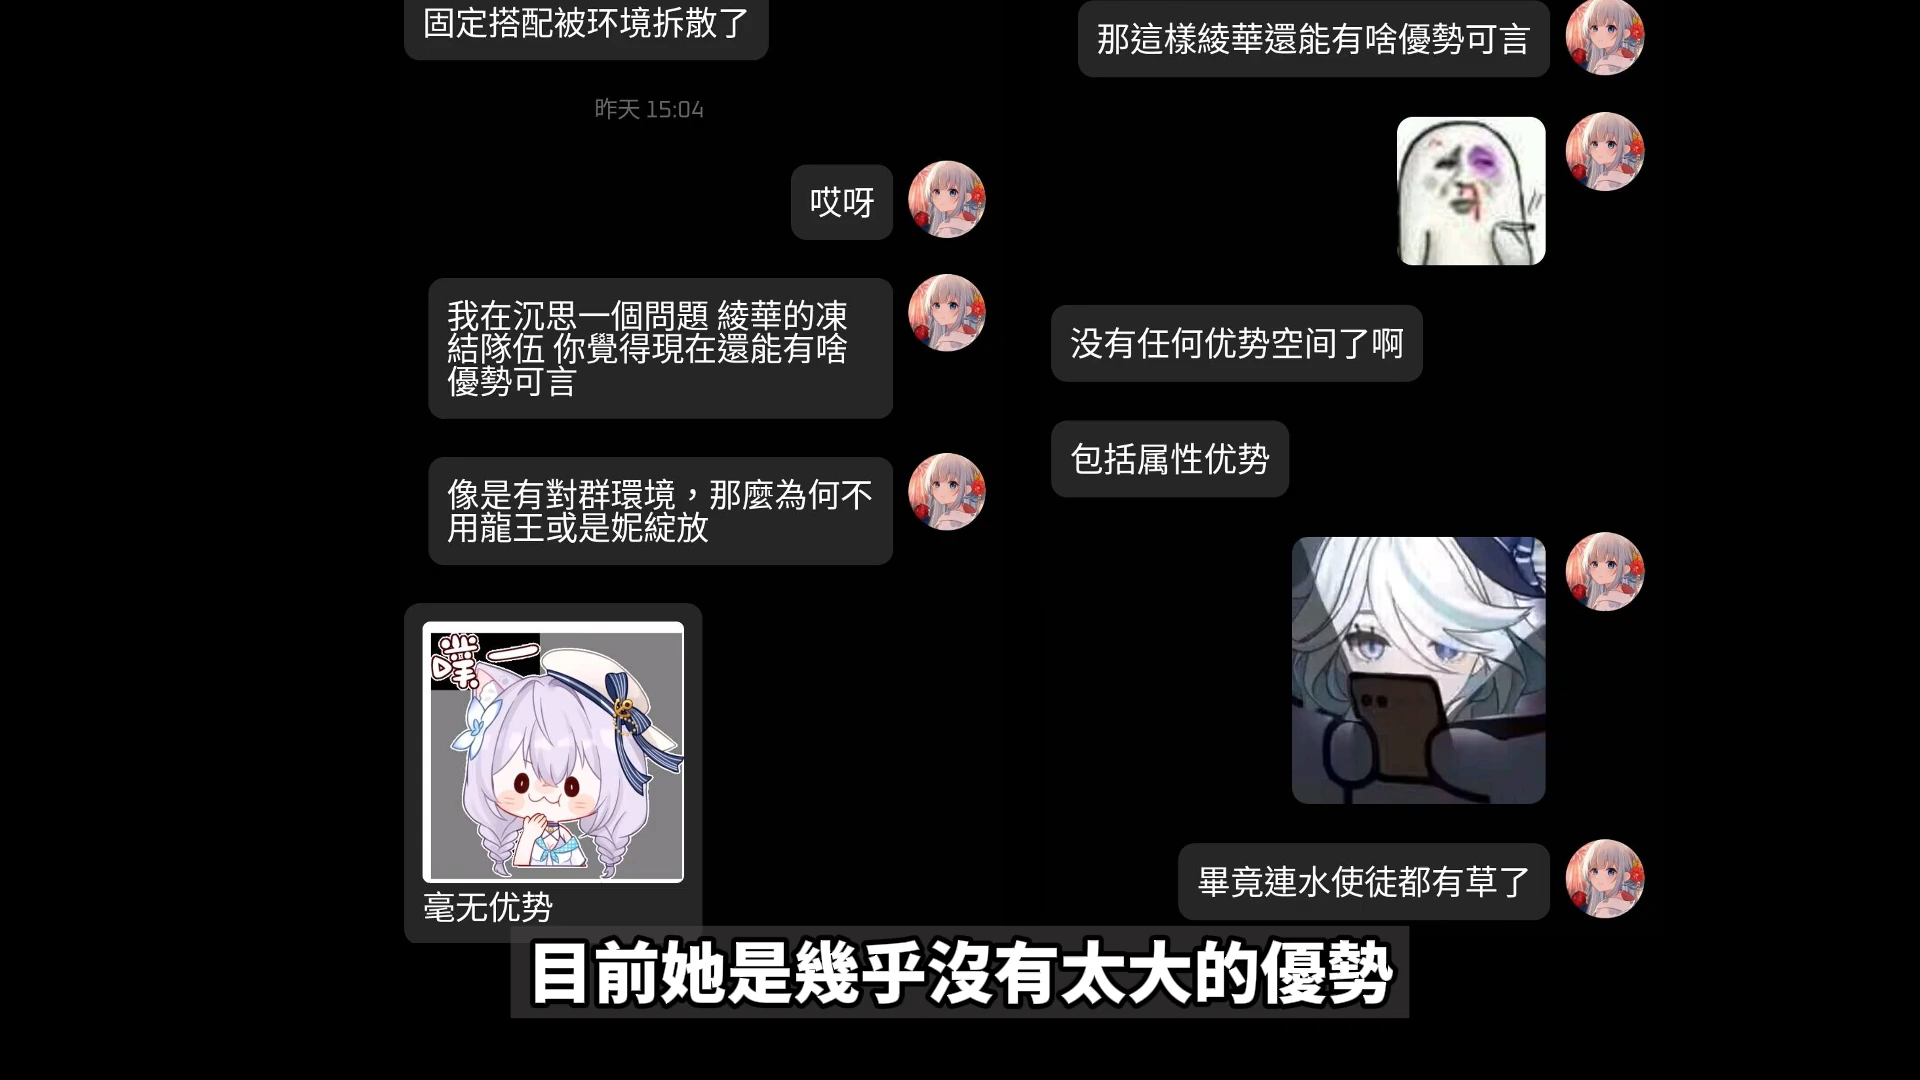 固定搭配被环境拆散了
昨天 15:04
哎呀
我在沉思一個問題 綾華的凍
結隊伍 你覺得現在還能有啥
優勢可言
像是有對群環境，那麼為何不
用龍王或是妮綻放
噗一
毫无优势
那這樣綾華還能有啥優勢可言
没有任何优势空间了啊
包括属性优势
畢竟連水使徒都有草了
目前她是幾乎沒有太大的優勢